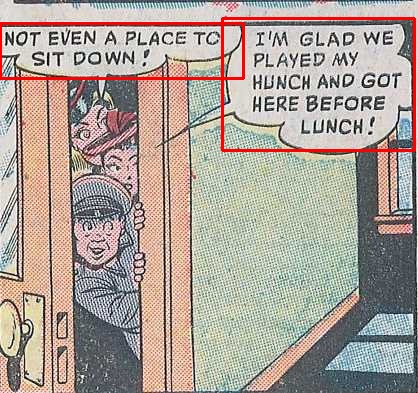 NOT EVEN A PLACE TO
SIT DOWN!
I'M GLAD WE
PLAYED MY
HUNCH AND GOT
HERE BEFORE
LUNCH!